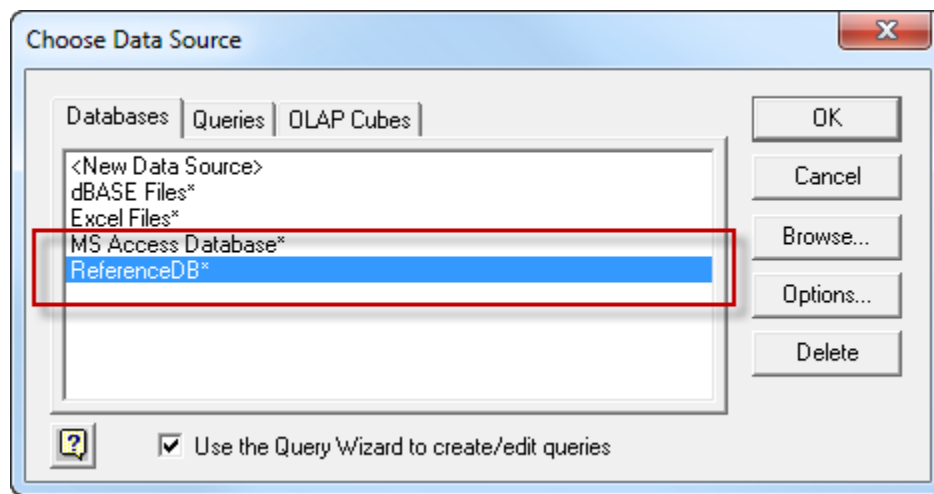 Choose Data Source
Databases Queries OLAP Cubes
<New Data Source>
dBASE Files*
Excel Files*
MS Access Database*
ReferenceDB*
OK
Cancel
Browse...
Options...
Delete
Use the Query Wizard to create/edit queries